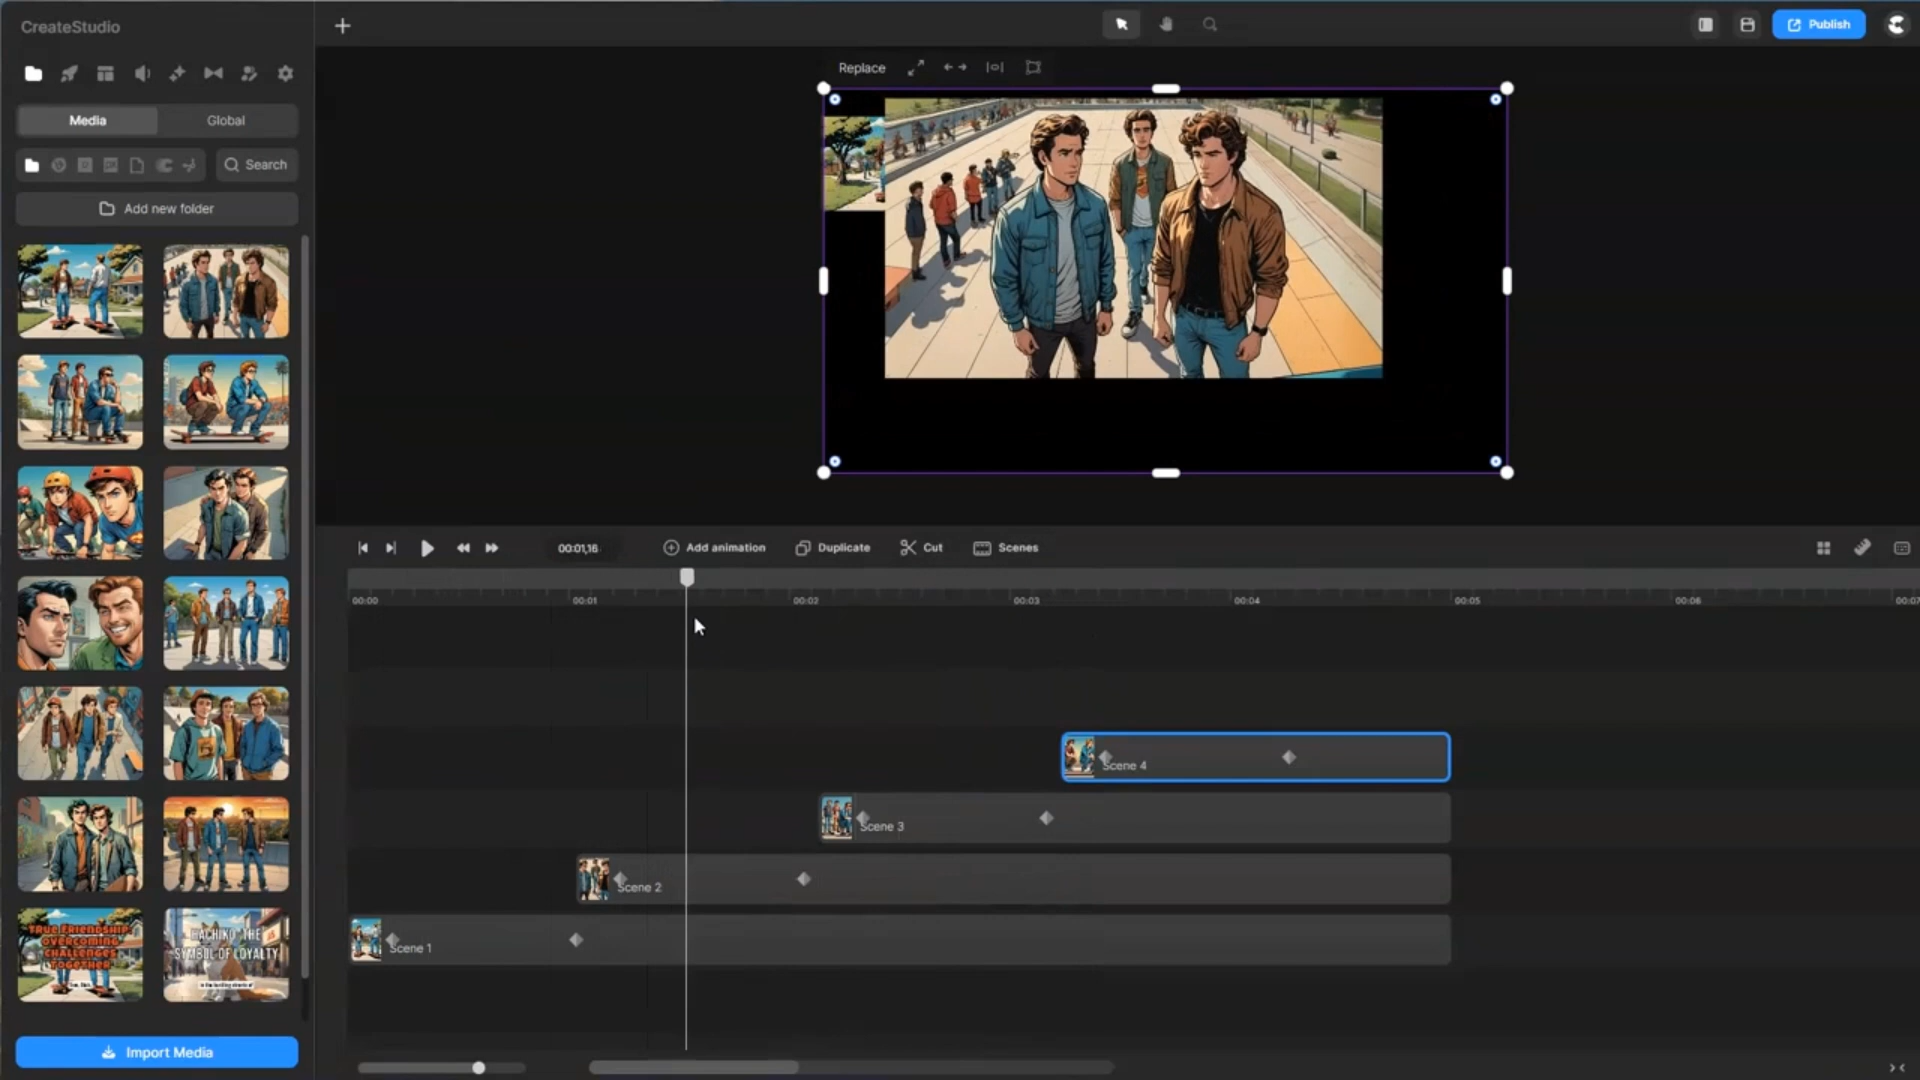 CreateStudio
Publish
Replace
Media
Global
Search
Add new folder
TRUE FRIENDSHIP
OVERCOMING
CHALLENGES
TOGETHER
HACHIKO THE
SYMBOL OF LOYALTY
Import Media
00:01,16
Add animation
Duplicate
Cut
Scenes
00:00
00:01
00:02
00:03
00:04
00:05
00:06
00:07
Scene 4
Scene 3
Scene 2
Scene 1